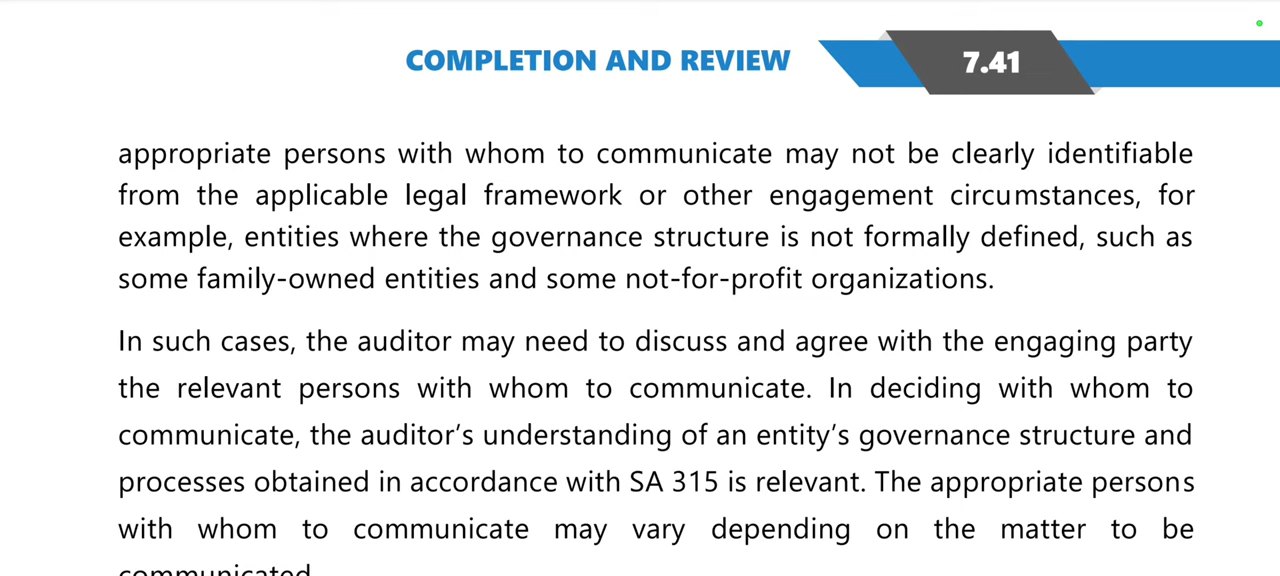 COMPLETION AND REVIEW 7.41
appropriate persons with whom to communicate may not be clearly identifiable
from the applicable legal framework or other engagement circumstances, for
example, entities where the governance structure is not formally defined, such as
some family-owned entities and some not-for-profit organizations.
In such cases, the auditor may need to discuss and agree with the engaging party
the relevant persons with whom to communicate. In deciding with whom to
communicate, the auditor’s understanding of an entity’s governance structure and
processes obtained in accordance with SA 315 is relevant. The appropriate persons
with whom to communicate may vary depending on the matter to be
communicated.